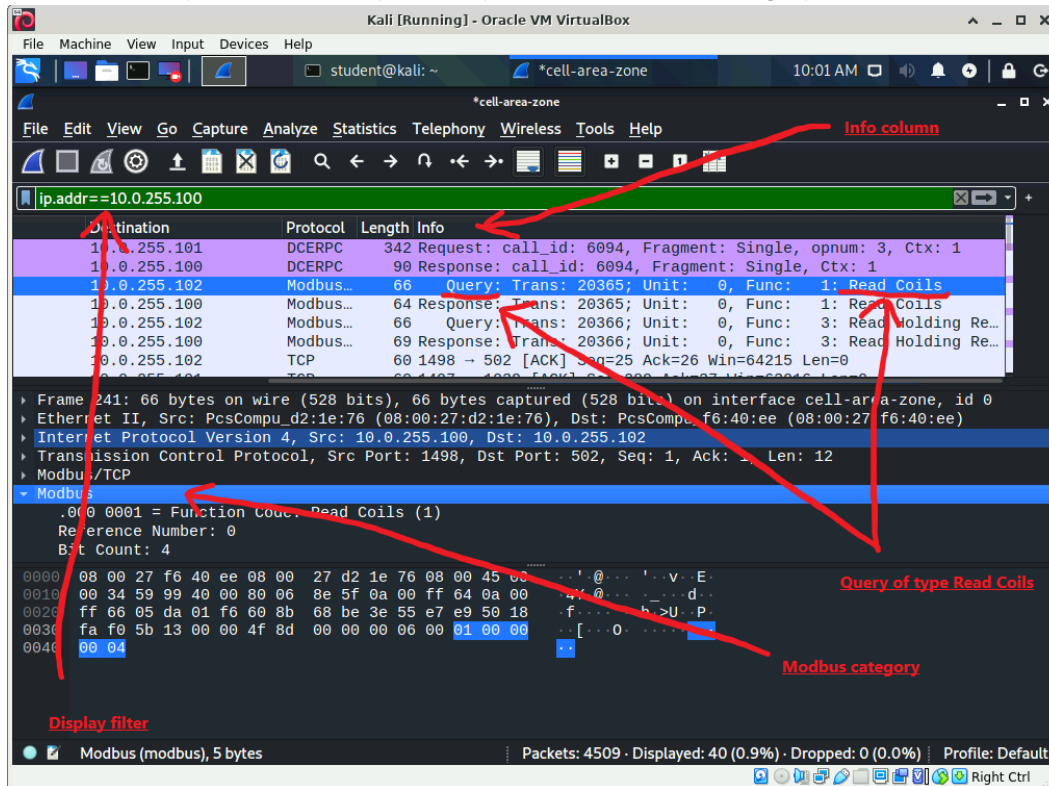 Kali [Running] - Oracle VM VirtualBox
File Machine View Input Devices Help
student@kali: ~ *cell-area-zone 10:01 AM
*cell-area-zone
File Edit View Go Capture Analyze Statistics Telephony Wireless Tools Help
Info column
ip.addr==10.0.255.100
Destination Protocol Length Info
10.0.255.101 DCERPC 342 Request: call_id: 6094, Fragment: Single, opnum: 3, Ctx: 1
10.0.255.100 DCERPC 90 Response: call_id: 6094, Fragment: Single, Ctx: 1
10.0.255.102 Modbus… 66 Query: Trans: 20365; Unit: 0, Func: 1: Read Coils
10.0.255.100 Modbus… 64 Response: Trans: 20365; Unit: 0, Func: 1: Read
10.0.255.102 Modbus… 66 Query: Trans: 20366; Unit: 0, Func: 3: Read Holding Re…
10.0.255.100 Modbus… 69 Response: Trans: 20366; Unit: 0, Func: 3: Read Holding Re…
10.0.255.102 TCP 60 1498 → 502 [ACK] Seq=25 Ack=26 Win=64215 Len=0
Frame 241: 66 bytes on wire (528 bits), 66 bytes captured (528 bits) on interface cell-area-zone, id 0
Ethernet II, Src: PcsCompu_d2:1e:76 (08:00:27:d2:1e:76), Dst: PcsCompu_f6:40:ee (08:00:27:f6:40:ee)
Internet Protocol Version 4, Src: 10.0.255.100, Dst: 10.0.255.102
Transmission Control Protocol, Src Port: 1498, Dst Port: 502, Seq: 1, Ack: 1, Len: 12
Modbus/TCP
Modbus
.000 0001 = Function Code: Read Coils (1)
Reference Number: 0
Bit Count: 4
0000 08 00 27 f6 40 ee 08 00 27 d2 1e 76 08 00 45 00 ··'·@··· '··v··E·
0010 00 34 59 99 40 00 80 06 8e 5f 0a 00 ff 64 0a 00 ·4Y·@··· ·_···d··
0020 ff 66 05 da 01 f6 60 8b 68 be 3e 55 e7 e9 50 18 ·f····`· h·>U··P·
0030 fa f0 5b 13 00 00 4f 8d 00 00 00 06 00 01 00 00 ··[···O· ········
0040 00 04 ··
Query of type Read Coils
Modbus category
Display filter
Modbus (modbus), 5 bytes Packets: 4509 · Displayed: 40 (0.9%) · Dropped: 0 (0.0%) Profile: Default
Right Ctrl